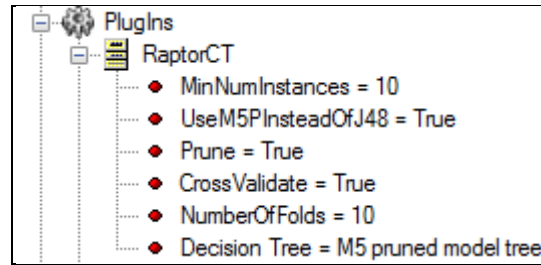 PlugIns
RaptorCT
MinNumInstances = 10
UseM5PInsteadOfJ48 = True
Prune = True
CrossValidate = True
NumberOfFolds = 10
Decision Tree = M5 pruned model tree